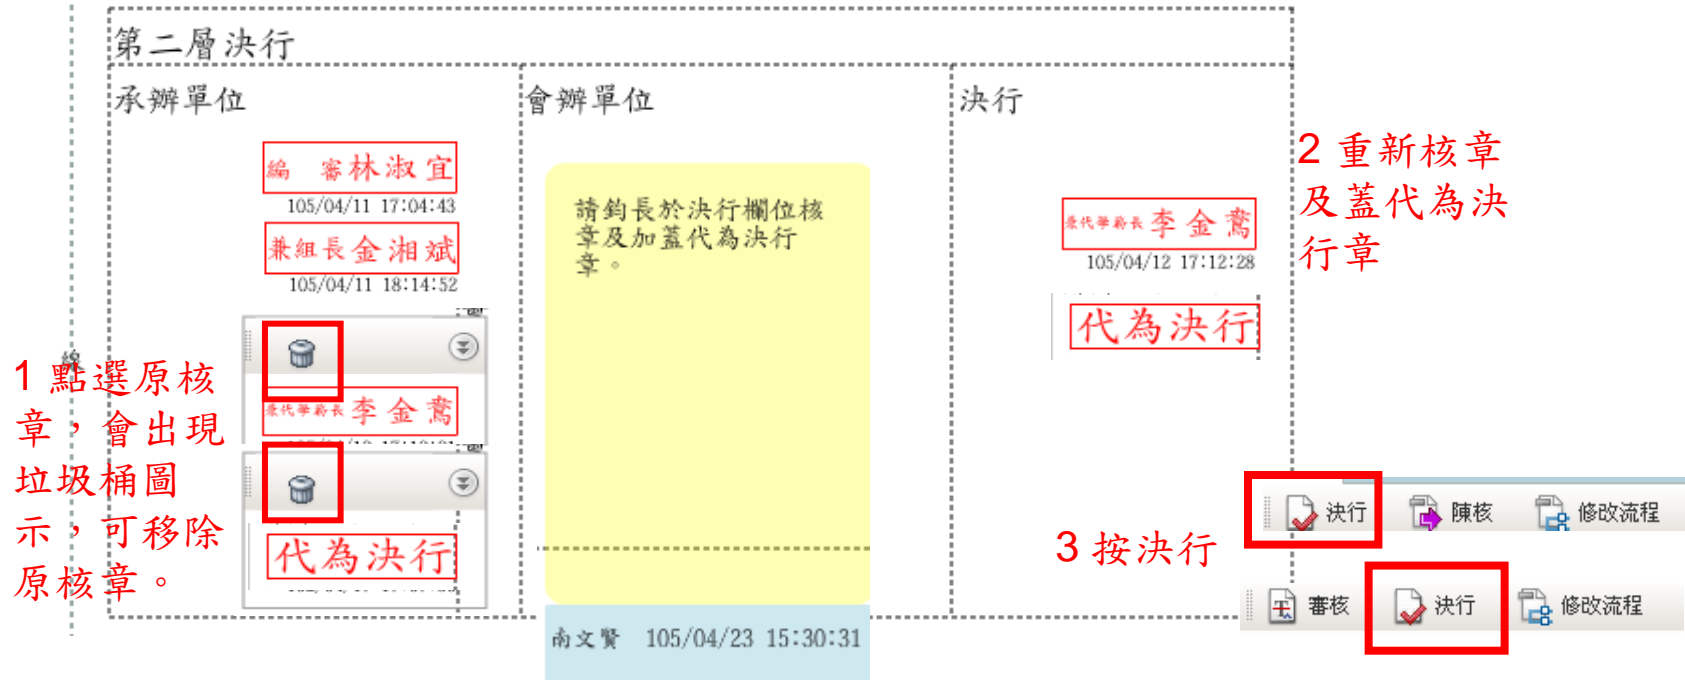 第二層決行
承辦單位
編 審林淑宜
105/04/11 17:04:43
兼組長金湘斌
105/04/11 18:14:52
李金鴦
代為決行
會辦單位
請鈞長於決行欄位核
章及加蓋代為決行
章。
南文賢 105/04/23 15:30:31
決行
兼代學務長李金鴦
105/04/12 17:12:28
代為決行
1 點選原核
章，會出現
垃圾桶圖
示，可移除
原核章。
2 重新核章
及蓋代為決
行章
3 按決行
決行 陳核 修改流程
審核 決行 修改流程